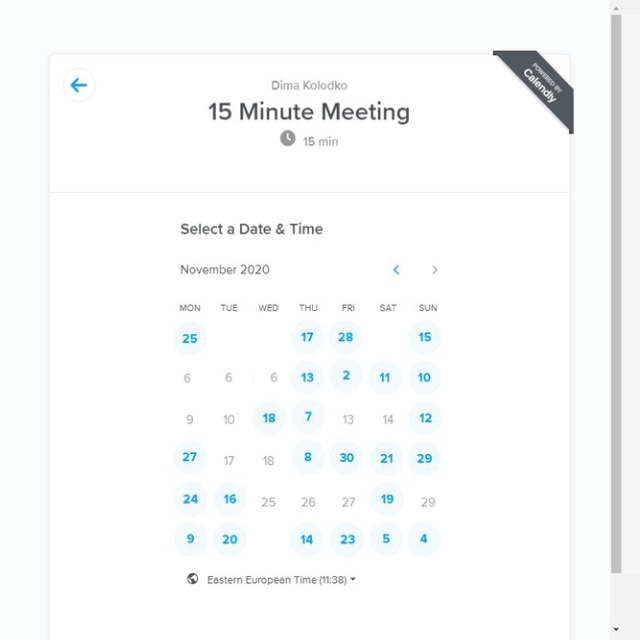 POWERED BY
Calendly
Dima Kolodko
15 Minute Meeting
15 min
Select a Date & Time
November 2020
MON TUE WED THU FRI SAT SUN
25 17 28 15
6 6 6 13 2 11 10
9 10 18 7 13 14 12
27 17 18 8 30 21 29
24 16 25 26 27 19 29
9 20 14 23 5 4
Eastern European Time (11:38)